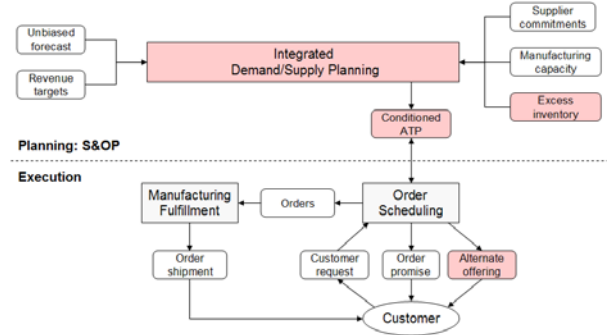 Unbiased
forecast
Revenue
targets
Integrated
Demand/Supply Planning
Supplier
commitments
Manufacturing
capacity
Excess
inventory
Conditioned
ATP
Planning: S&OP
Execution
Manufacturing
Fulfillment
Orders
Order
Scheduling
Order
shipment
Customer
request
Order
promise
Alternate
offering
Customer